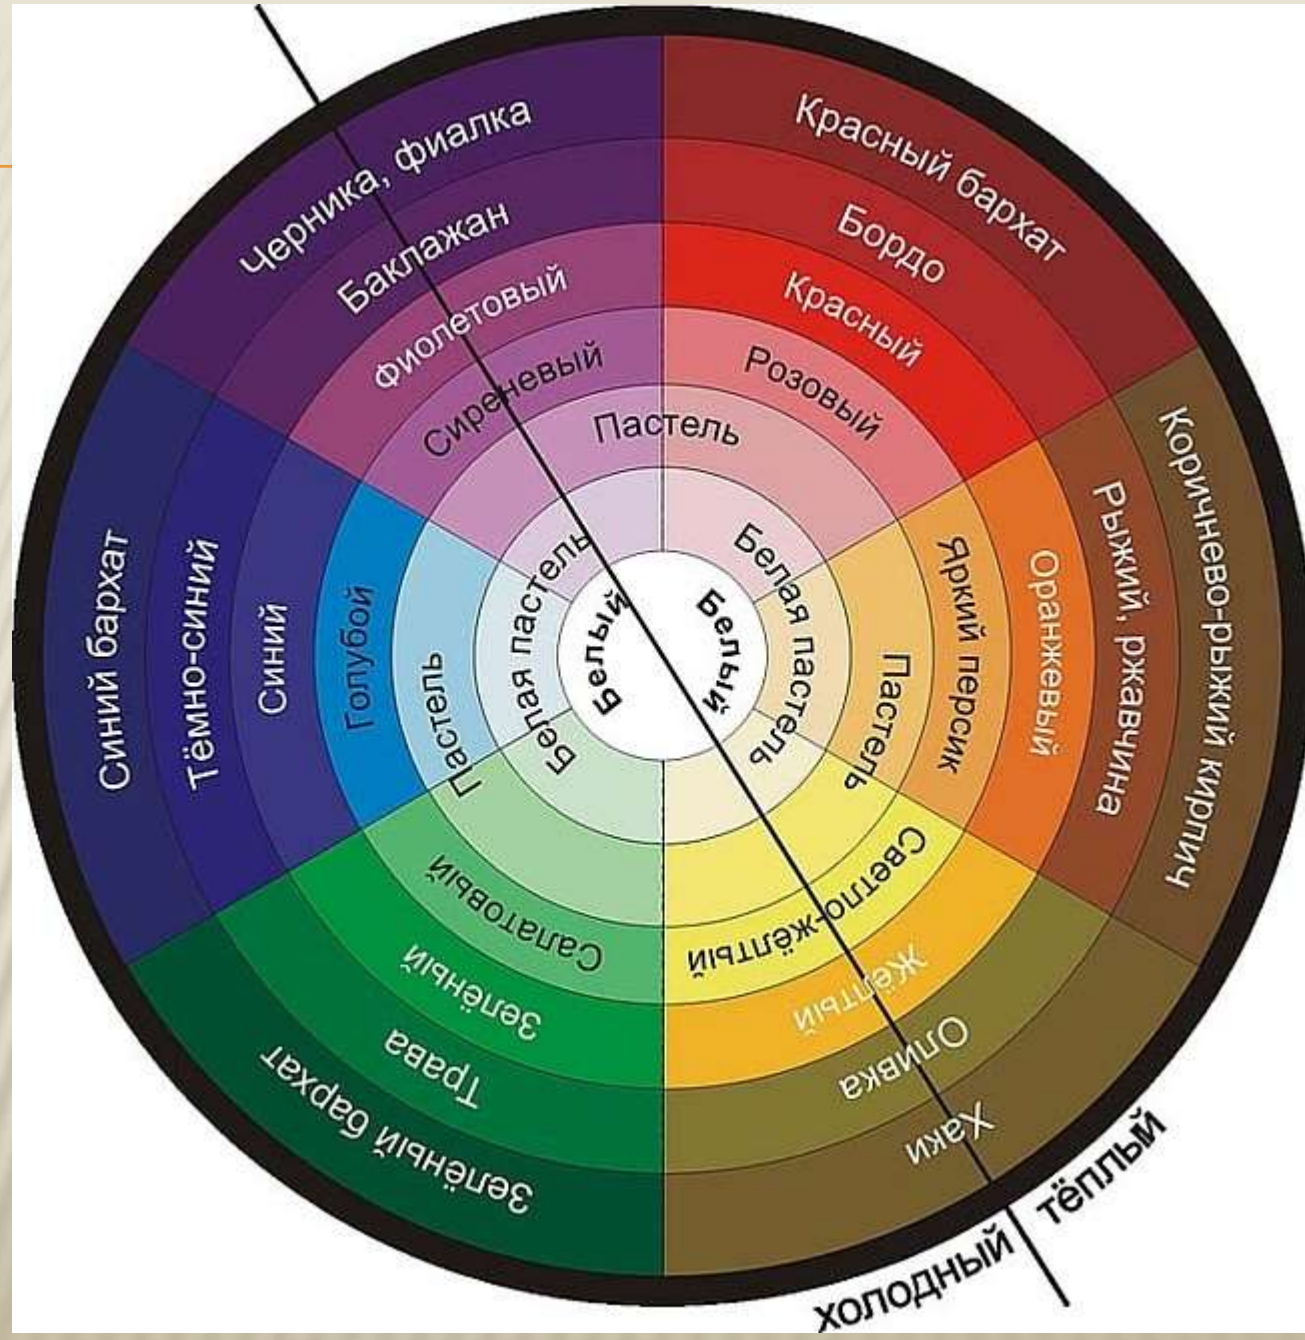 Черника, фиалка
Баклажан
Фиолетовый
Сиреневый
Пастель
Белая пастель
Белый
Красный бархат
Бордо
Красный
Розовый
Белая пастель
Белый
Коричнево-рыжий кирпич
Рыжий, ржавчина
Оранжевый
Яркий персик
Пастель
Синий бархат
Тёмно-синий
Синий
Голубой
Пастель
Светло-жёлтый
Жёлтый
Оливка
Хаки
Салатовый
Зелёный
Трава
Зелёный бархат
холодный
тёплый